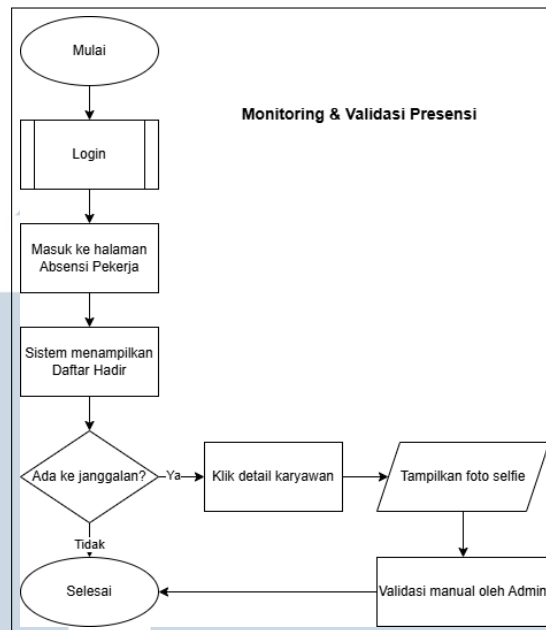 Mulai
Monitoring & Validasi Presensi
Login
Masuk ke halaman
Absensi Pekerja
Sistem menampilkan
Daftar Hadir
Ada ke janggalan?
Ya
Klik detail karyawan
Tampilkan foto selfie
Tidak
Selesai
Validasi manual oleh Admin